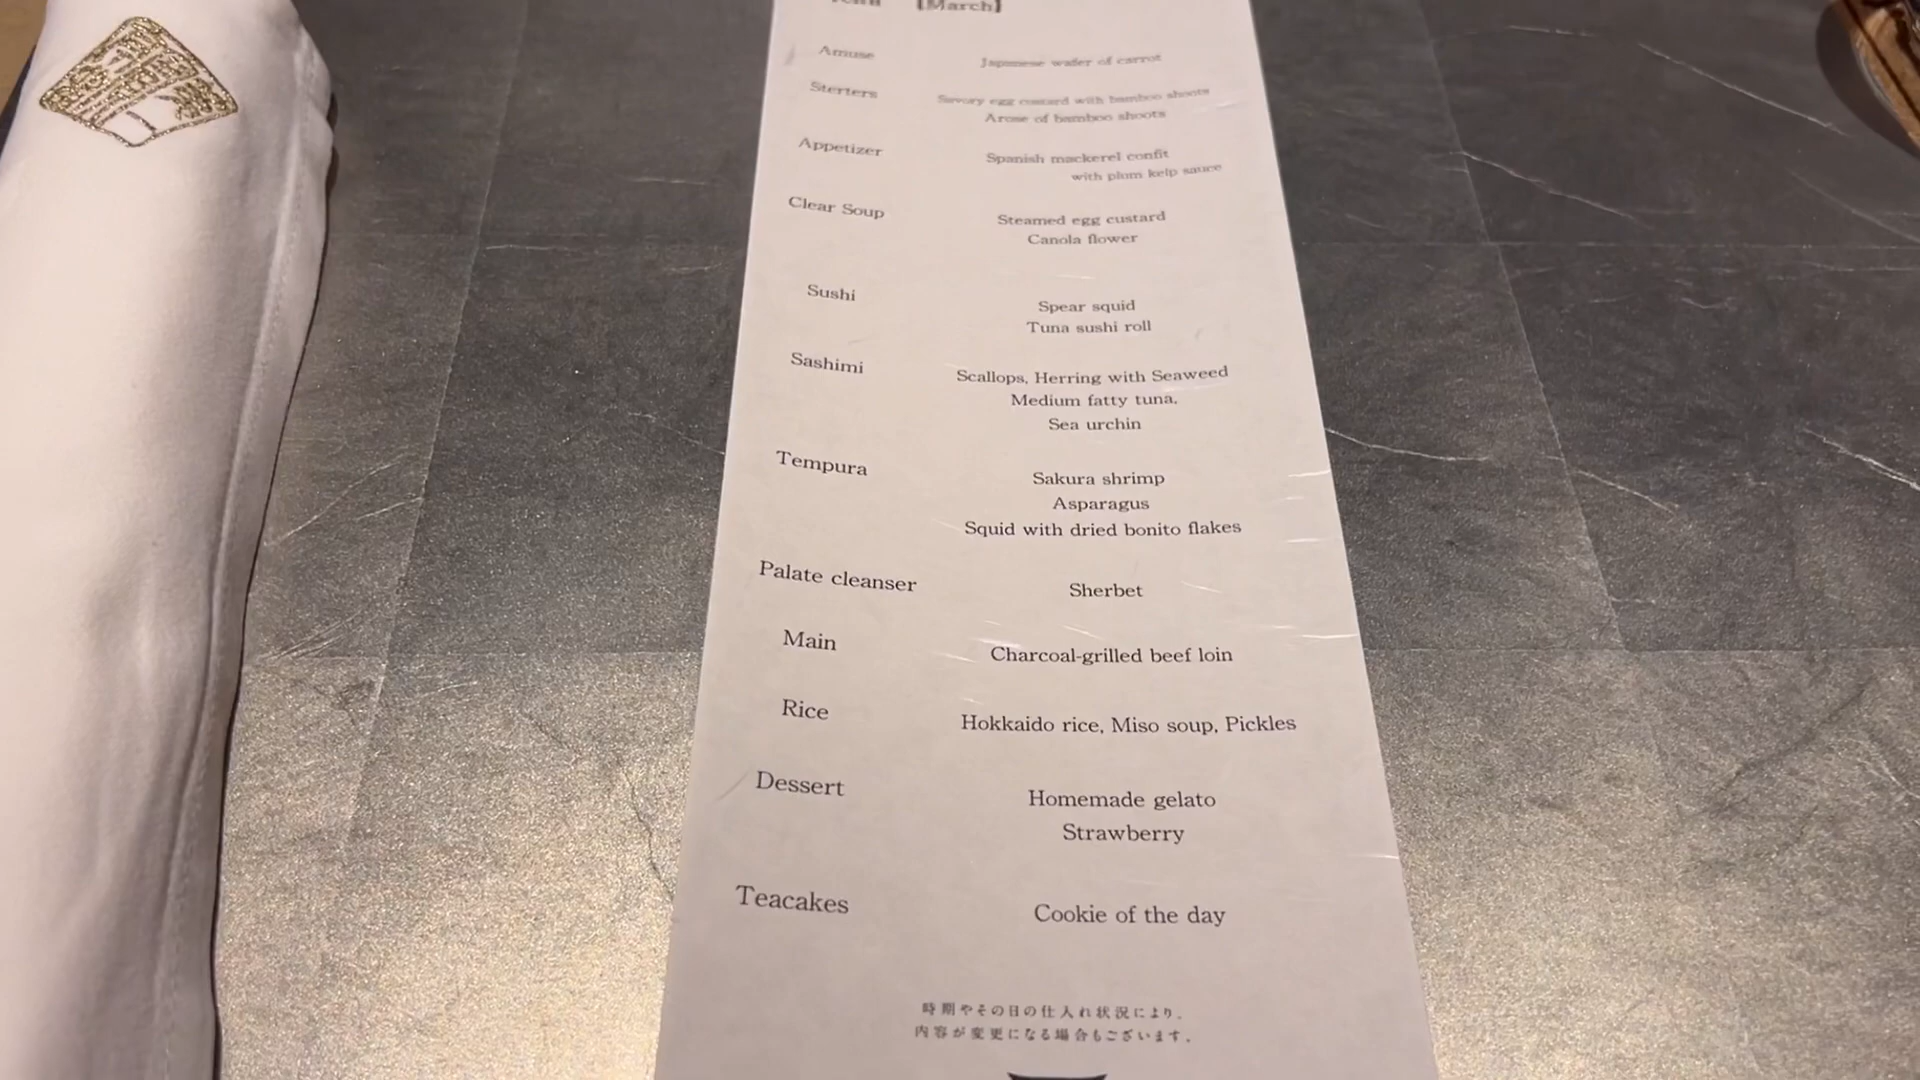 【March】
Amuse Japanese wafer of carrot
Sterters Savory egg custard with bamboo shoots
Arose of bamboo shoots
Appetizer Spanish mackerel confit
with plum kelp sauce
Clear Soup Steamed egg custard
Canola flower
Sushi Spear squid
Tuna sushi roll
Sashimi Scallops, Herring with Seaweed
Medium fatty tuna,
Sea urchin
Tempura Sakura shrimp
Asparagus
Squid with dried bonito flakes
Palate cleanser Sherbet
Main Charcoal-grilled beef loin
Rice Hokkaido rice, Miso soup, Pickles
Dessert Homemade gelato
Strawberry
Teacakes Cookie of the day
時期やその日の仕入れ状況により、
内容が変更になる場合もございます。